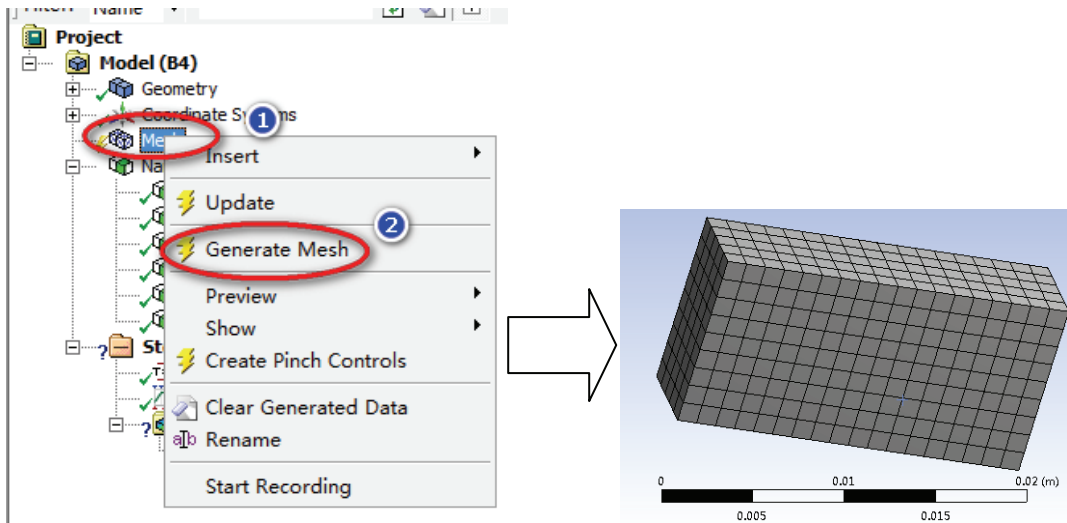 Name
Project
Model (B4)
Geometry
Coordinate
1
Insert
Update
2
Generate Mesh
Preview
Show
Create Pinch Controls
Clear Generated Data
Rename
Start Recording
0 0.01 0.02 (m)
0.005 0.015